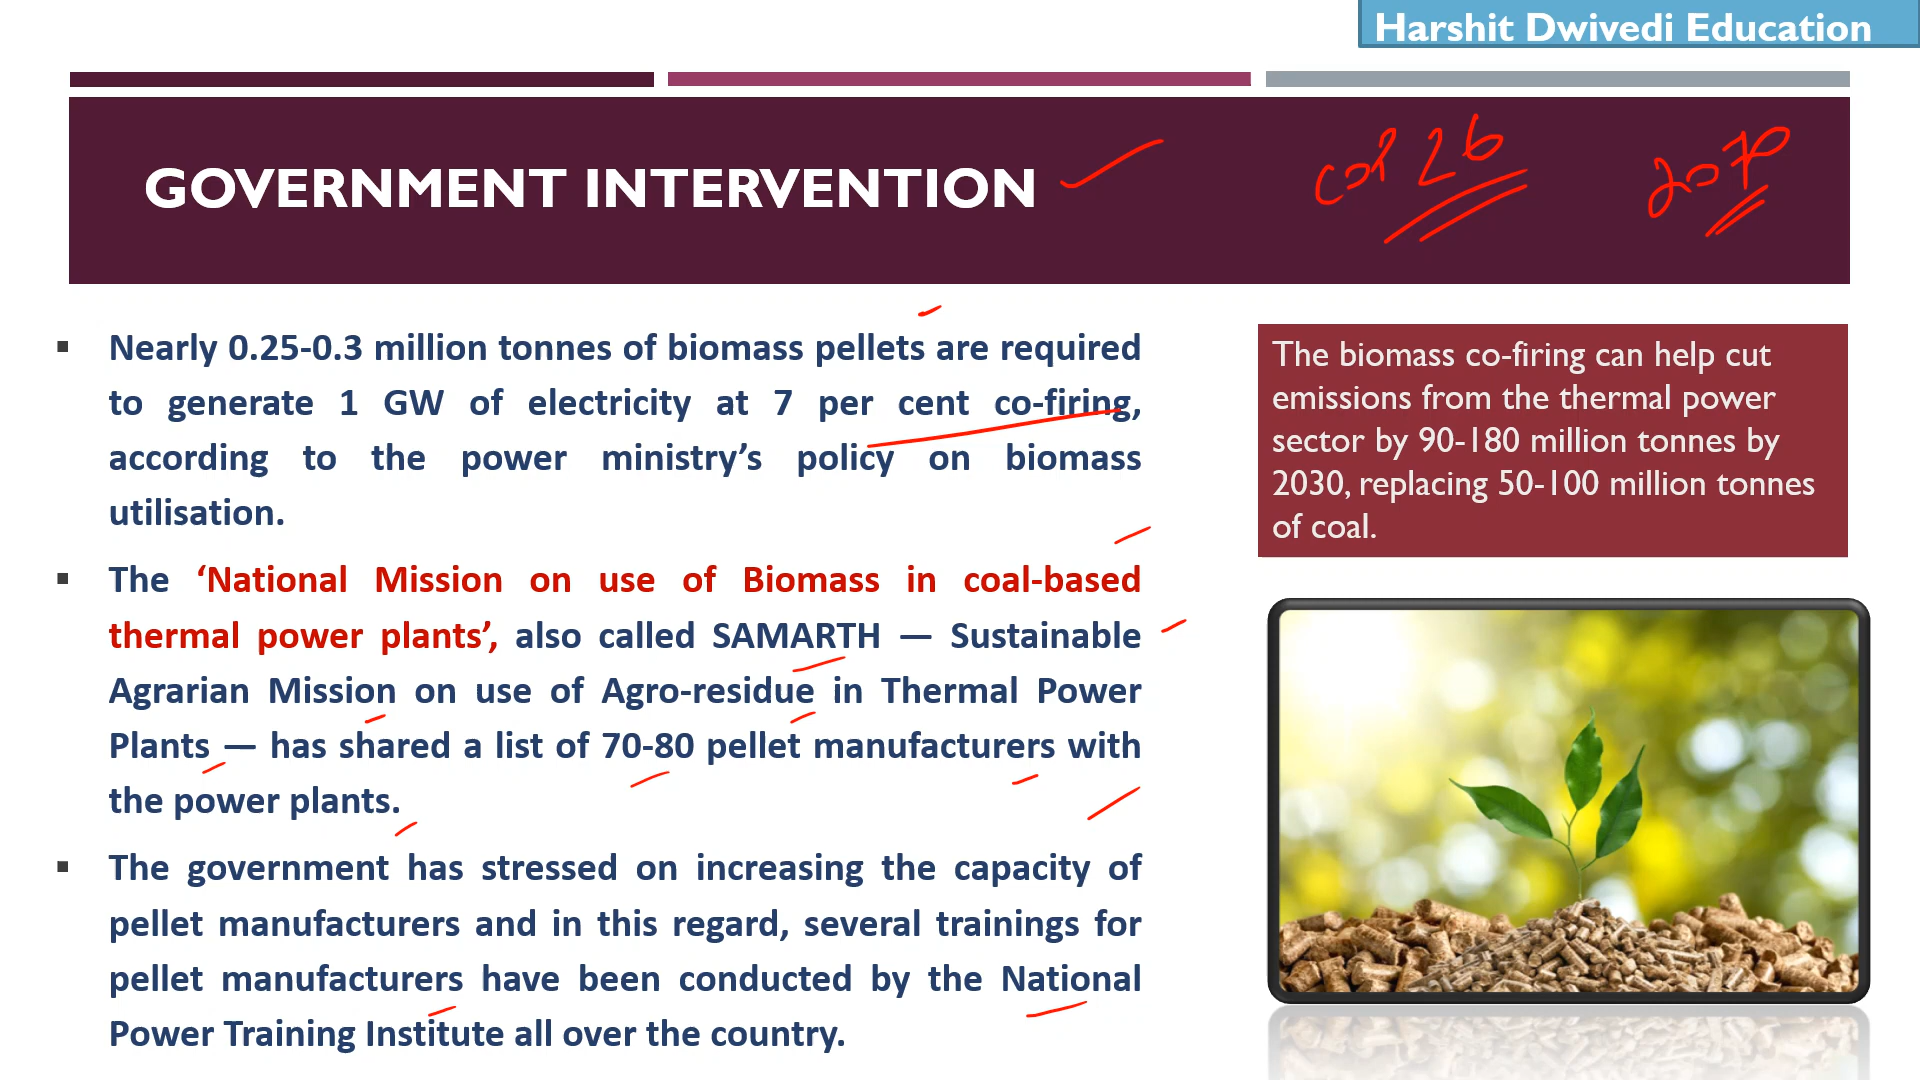 Harshit Dwivedi Education
GOVERNMENT INTERVENTION
COP 26
2070
Nearly 0.25-0.3 million tonnes of biomass pellets are required
to generate 1 GW of electricity at 7 per cent co-firing,
according to the power ministry’s policy on biomass
utilisation.
The ‘National Mission on use of Biomass in coal-based
thermal power plants’, also called SAMARTH — Sustainable
Agrarian Mission on use of Agro-residue in Thermal Power
Plants — has shared a list of 70-80 pellet manufacturers with
the power plants.
The government has stressed on increasing the capacity of
pellet manufacturers and in this regard, several trainings for
pellet manufacturers have been conducted by the National
Power Training Institute all over the country.
The biomass co-firing can help cut
emissions from the thermal power
sector by 90-180 million tonnes by
2030, replacing 50-100 million tonnes
of coal.